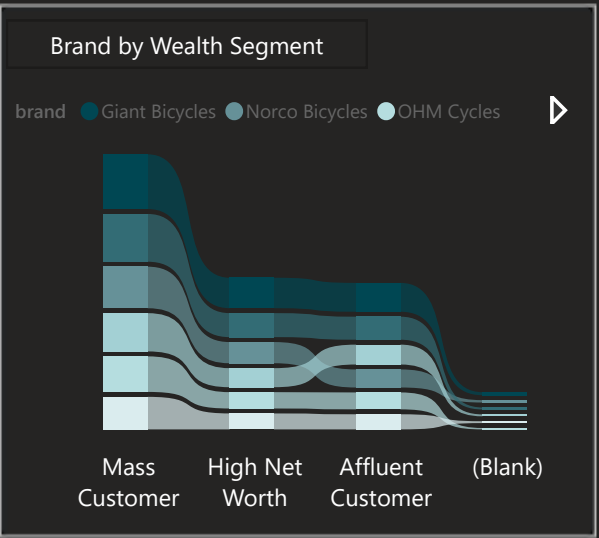 Brand by Wealth Segment
brand Giant Bicycles Norco Bicycles OHM Cycles
Mass Customer
High Net Worth
Affluent Customer
(Blank)